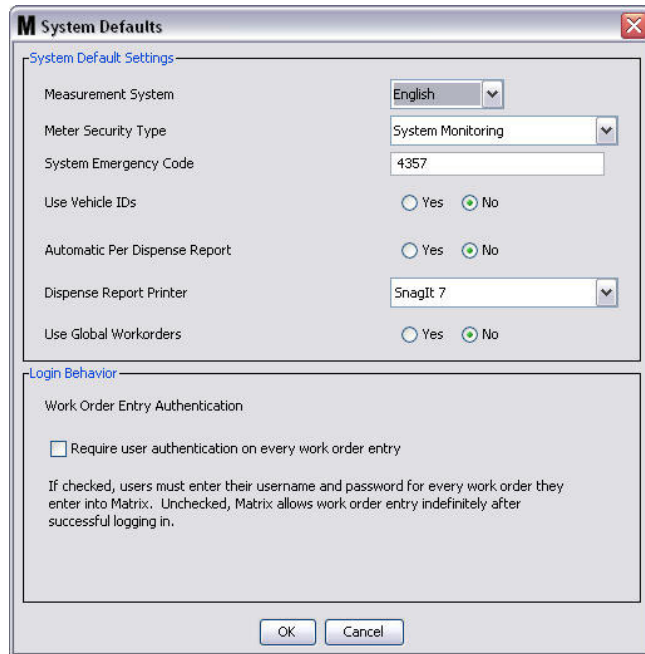 M System Defaults
System Default Settings
Measurement System English
Meter Security Type System Monitoring
System Emergency Code 4357
Use Vehicle IDs Yes No
Automatic Per Dispense Report Yes No
Dispense Report Printer SnagIt 7
Use Global Workorders Yes No
Login Behavior
Work Order Entry Authentication
Require user authentication on every work order entry
If checked, users must enter their username and password for every work order they
enter into Matrix. Unchecked, Matrix allows work order entry indefinitely after
successful logging in.
OK Cancel